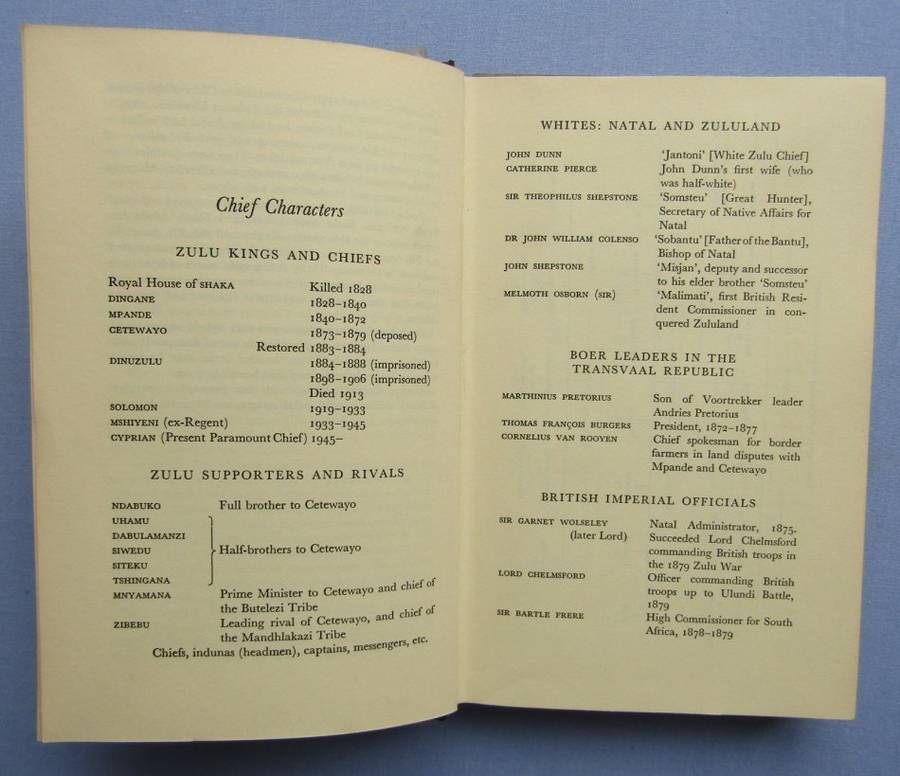 Chief Characters
ZULU KINGS AND CHIEFS
Royal House of SHAKA Killed 1828
DINGANE 1828–1840
MPANDE 1840–1872
CETEWAYO 1873–1879 (deposed)
Restored 1883–1884
DINUZULU 1884–1888 (imprisoned)
1898–1906 (imprisoned)
Died 1913
SOLOMON 1919–1933
MSHIYENI (ex-Regent) 1933–1945
CYPRIAN (Present Paramount Chief) 1945–
ZULU SUPPORTERS AND RIVALS
NDABUKO Full brother to Cetewayo
UHAMU
DABULAMANZI
SIWEDU Half-brothers to Cetewayo
SITEKU
TSHINGANA
MNYAMANA Prime Minister to Cetewayo and chief of
the Butelezi Tribe
ZIBEBU Leading rival of Cetewayo, and chief of
the Mandhlakazi Tribe
Chiefs, indunas (headmen), captains, messengers, etc.
WHITES: NATAL AND ZULULAND
JOHN DUNN 'Jantoni' [White Zulu Chief]
CATHERINE PIERCE John Dunn's first wife (who
was half-white)
SIR THEOPHILUS SHEPSTONE 'Somsteu' [Great Hunter],
Secretary of Native Affairs for
Natal
DR JOHN WILLIAM COLENSO 'Sobantu' [Father of the Bantu],
Bishop of Natal
JOHN SHEPSTONE 'Misjan', deputy and successor
to his elder brother 'Somsteu'
MELMOTH OSBORN (SIR) 'Malimati', first British Resi-
dent Commissioner in con-
quered Zululand
BOER LEADERS IN THE
TRANSVAAL REPUBLIC
MARTHINIUS PRETORIUS Son of Voortrekker leader
Andries Pretorius
THOMAS FRANÇOIS BURGERS President, 1872–1877
CORNELIUS VAN ROOYEN Chief spokesman for border
farmers in land disputes with
Mpande and Cetewayo
BRITISH IMPERIAL OFFICIALS
SIR GARNET WOLSELEY Natal Administrator, 1875.
(later Lord) Succeeded Lord Chelmsford
commanding British troops in
the 1879 Zulu War
LORD CHELMSFORD Officer commanding British
troops up to Ulundi Battle,
1879
SIR BARTLE FRERE High Commissioner for South
Africa, 1878–1879